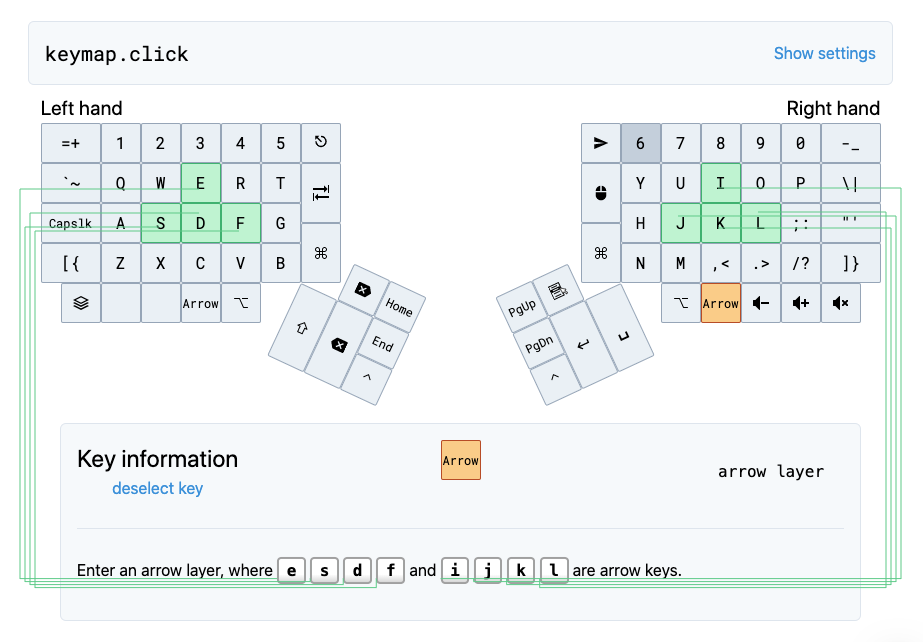 keymap.click Show settings
Left hand Right hand
=+ 1 2 3 4 5 6 7 8 9 0 -_
`~ Q W E R T Y U I O P \|
Capslk A S D F G H J K L ;: "'
[{ Z X C V B ⌘ ⌘ N M ,< .> /? ]}
Arrow ⌥ ⌥ Arrow
Home PgUp
End PgDn
^ ^
Key information Arrow arrow layer
deselect key
Enter an arrow layer, where e s d f and i j k l are arrow keys.